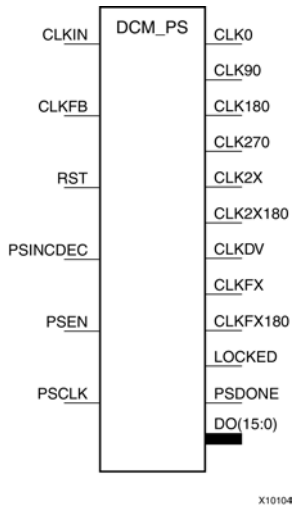 DCM_PS
CLKIN
CLKFB
RST
PSINCDEC
PSEN
PSCLK
CLK0
CLK90
CLK180
CLK270
CLK2X
CLK2X180
CLKDV
CLKFX
CLKFX180
LOCKED
PSDONE
DO(15:0)
X10104